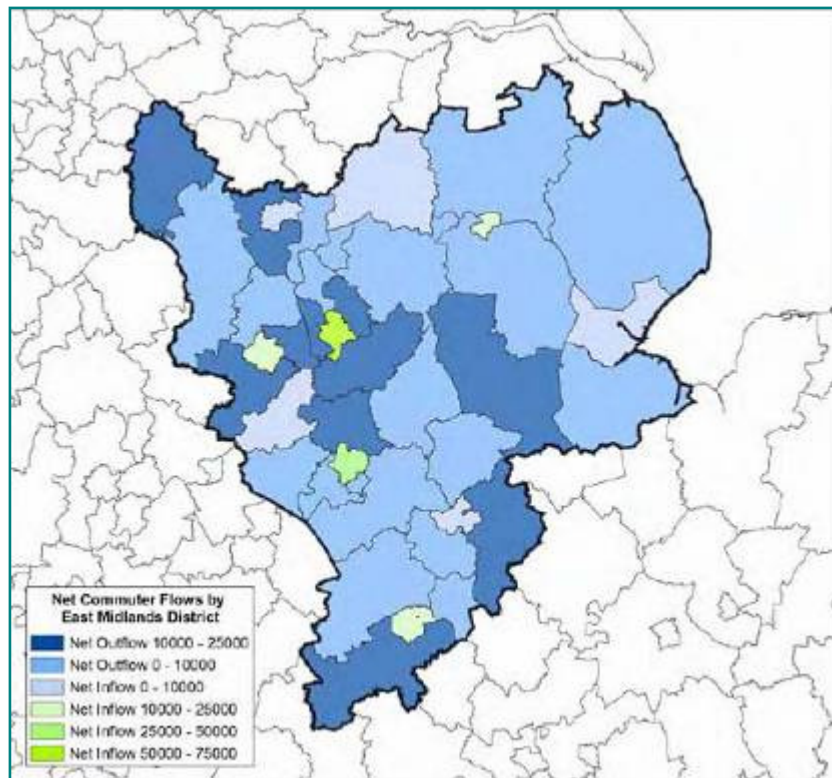 Net Commuter Flows by
East Midlands District
Net Outflow 10000 - 25000
Net Outflow 0 - 10000
Net Inflow 0 - 10000
Net Inflow 10000 - 25000
Net Inflow 25000 - 50000
Net Inflow 50000 - 75000